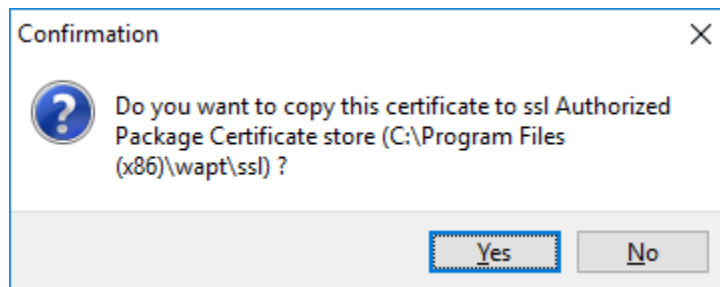 Confirmation
Do you want to copy this certificate to ssl Authorized
Package Certificate store (C:\Program Files
(x86)\wapt\ssl) ?
Yes
No